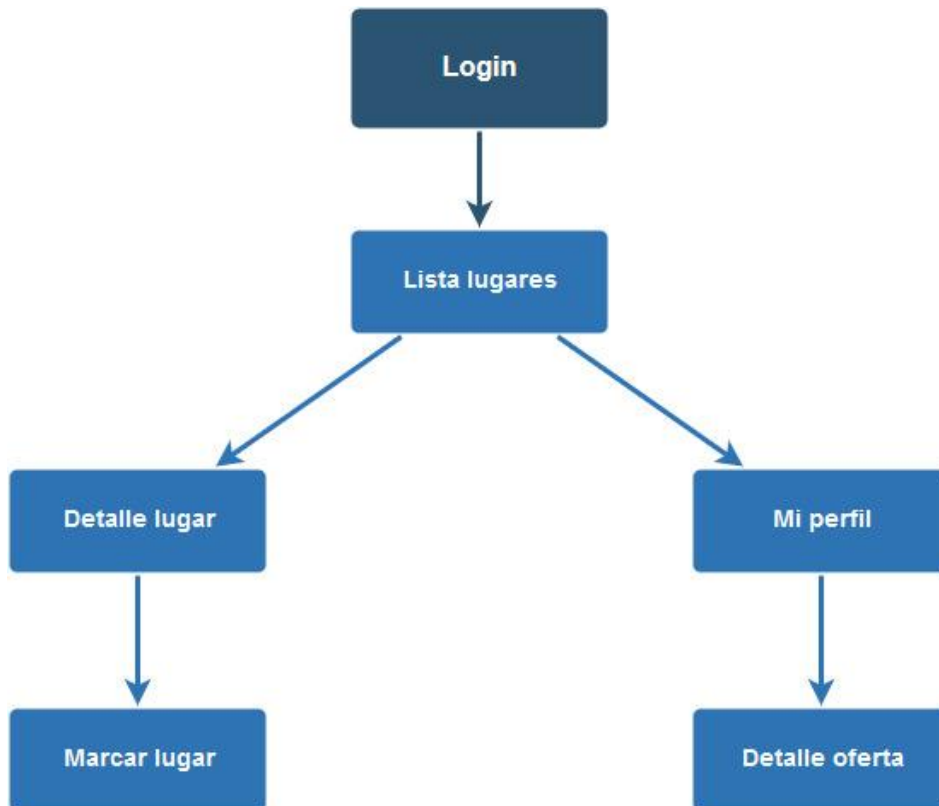 Login
Lista lugares
Detalle lugar
Mi perfil
Marcar lugar
Detalle oferta